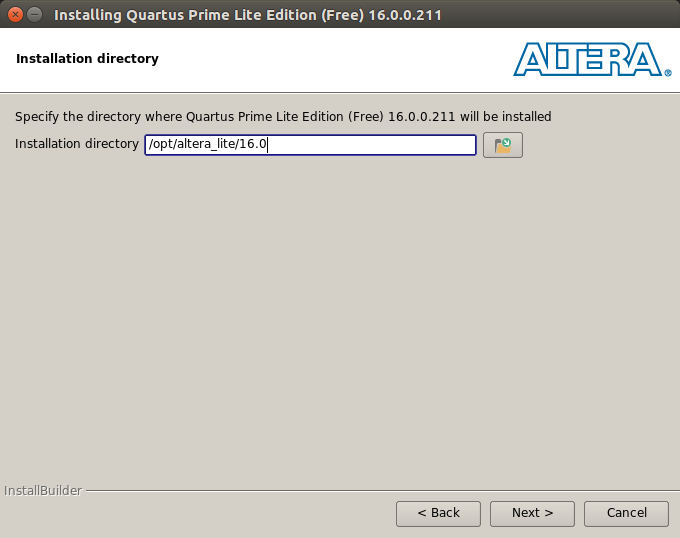 Installing Quartus Prime Lite Edition (Free) 16.0.0.211
Installation directory
ALTERA®
Specify the directory where Quartus Prime Lite Edition (Free) 16.0.0.211 will be installed
Installation directory /opt/altera_lite/16.0
InstallBuilder
< Back Next > Cancel